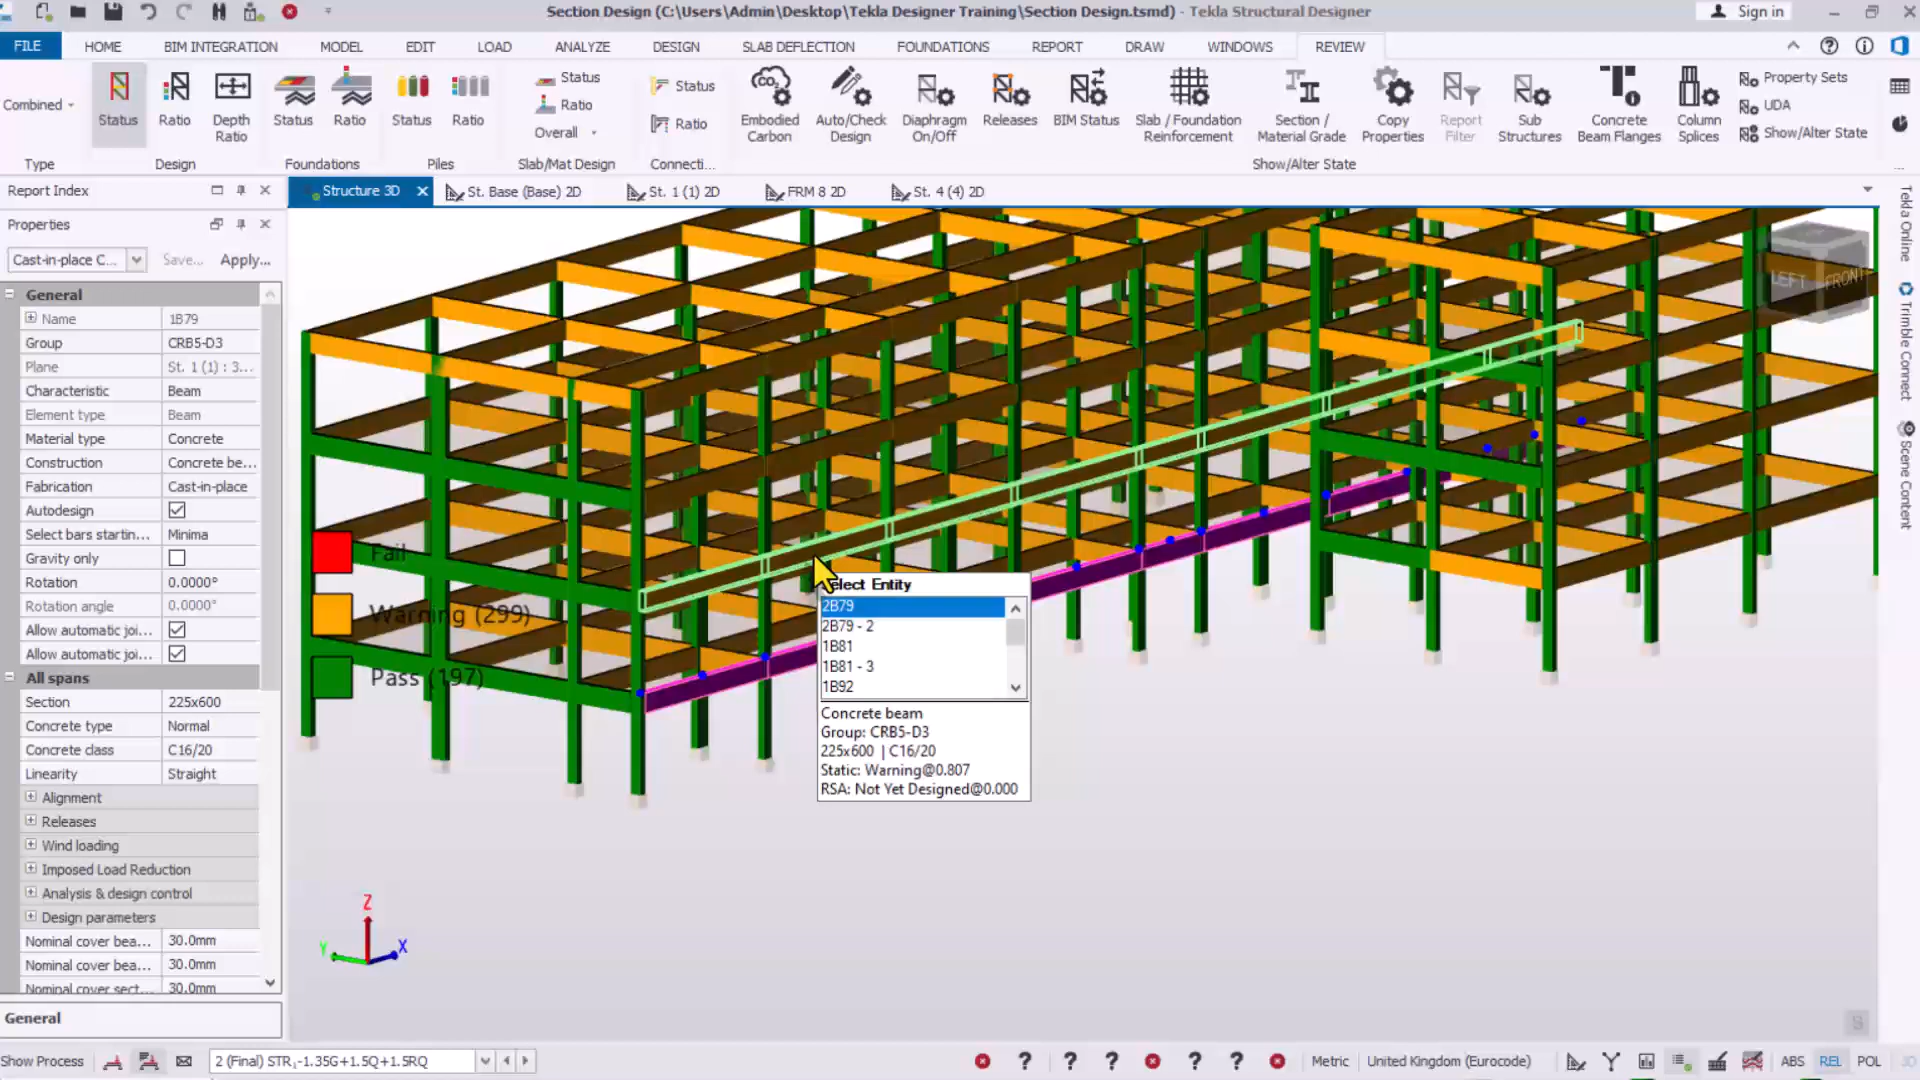 Section Design (C:\Users\Admin\Desktop\Tekla Designer Training\Section Design.tsmd) - Tekla Structural Designer
Sign in
FILE HOME BIM INTEGRATION MODEL EDIT LOAD ANALYZE DESIGN SLAB DEFLECTION FOUNDATIONS REPORT DRAW WINDOWS REVIEW
Combined
Status
Ratio
Depth
Ratio
Status
Ratio
Status
Ratio
Status
Ratio
Overall
Status
Ratio
Embodied
Carbon
Auto/Check
Design
Diaphragm
On/Off
Releases
BIM Status
Slab / Foundation
Reinforcement
Section /
Material Grade
Copy
Properties
Report
Filter
Sub
Structures
Concrete
Beam Flanges
Column
Splices
Property Sets
UDA
Show/Alter State
Type Design Foundations Piles Slab/Mat Design Connecti... Show/Alter State
...
Report Index
Structure 3D St. Base (Base) 2D St. 1 (1) 2D FRM 8 2D St. 4 (4) 2D
Properties
Cast-in-place C... Save... Apply...
General
Name 1B79
Group CRB5-D3
Plane St. 1 (1) : 3...
Characteristic Beam
Element type Beam
Material type Concrete
Construction Concrete be...
Fabrication Cast-in-place
Autodesign
Select bars startin... Minima
Gravity only
Rotation 0.0000°
Rotation angle 0.0000°
Allow automatic joi...
Allow automatic joi...
All spans
Section 225x600
Concrete type Normal
Concrete class C16/20
Linearity Straight
Alignment
Releases
Wind loading
Imposed Load Reduction
Analysis & design control
Design parameters
Nominal cover bea... 30.0mm
Nominal cover bea... 30.0mm
Nominal cover sect... 30.0mm
General
Fail
Warning (299)
Pass (197)
LEFT FRONT
Select Entity
2B79
2B79 - 2
1B81
1B81 - 3
1B92
Concrete beam
Group: CRB5-D3
225x600 | C16/20
Static: Warning@0.807
RSA: Not Yet Designed@0.000
Z
Y
X
Tekla Online
Trimble Connect
Scene Content
Show Process 2 (Final) STR₁-1.35G+1.5Q+1.5RQ Metric United Kingdom (Eurocode) ABS REL POL